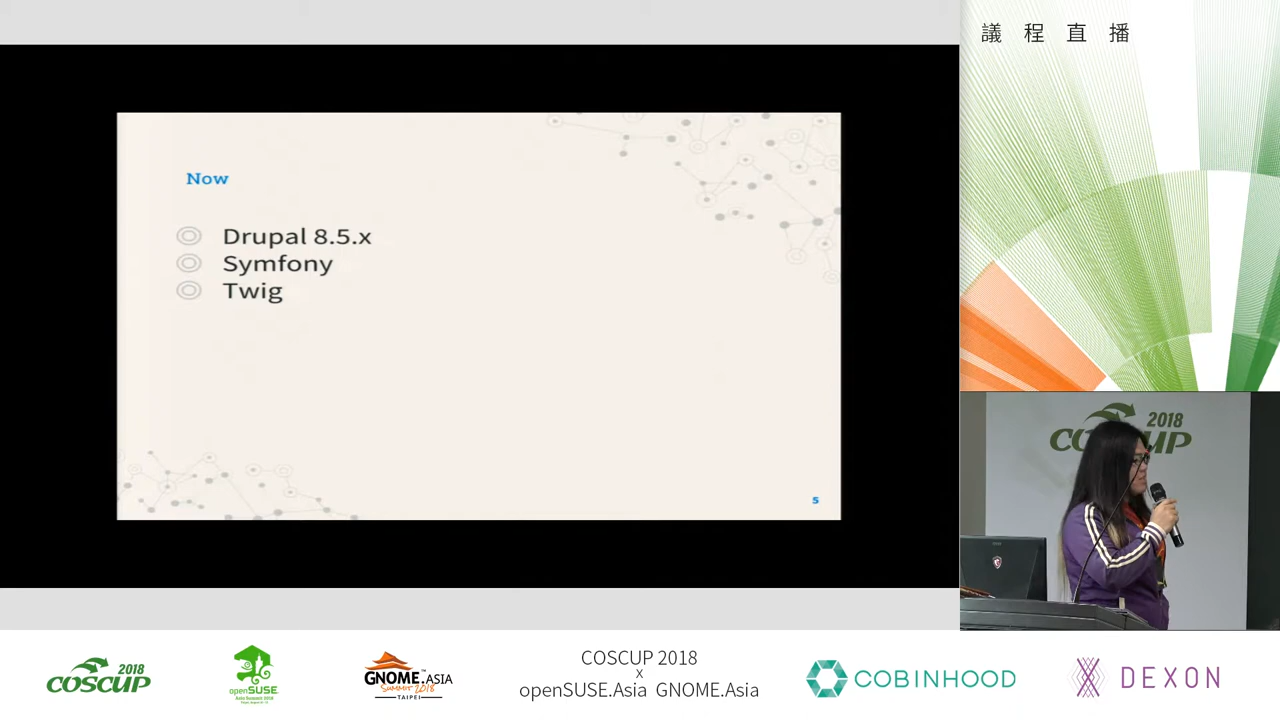 議程直播
Now
Drupal 8.5.x
Symfony
Twig
5
2018
COSCUP
2018
COSCUP
openSUSE
Asia Summit 2018
GNOME.ASIA™
Summit 2018
TAIPEI
COSCUP 2018
x
openSUSE.Asia GNOME.Asia
COBINHOOD
DEXON